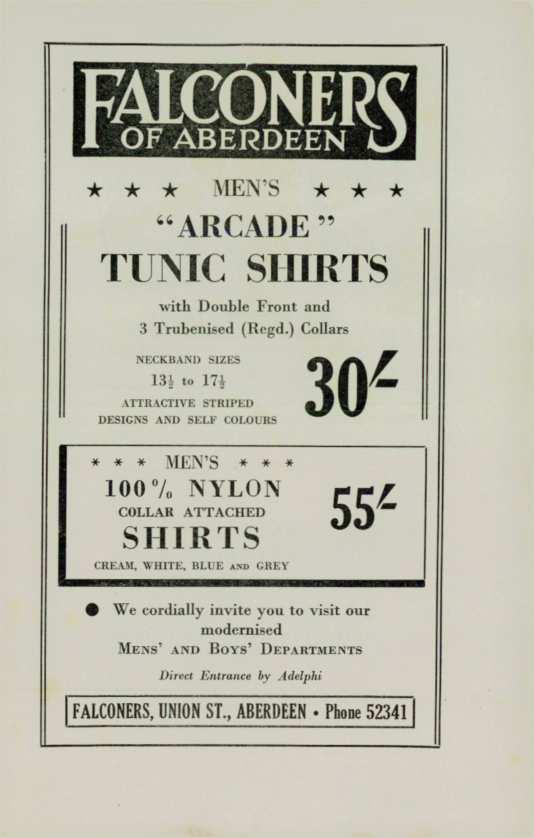 FALCONERS
OF ABERDEEN
★ ★ ★ MEN'S ★ ★ ★
"ARCADE"
TUNIC SHIRTS
with Double Front and
3 Trubenised (Regd.) Collars
NECKBAND SIZES
13½ to 17½
ATTRACTIVE STRIPED
DESIGNS AND SELF COLOURS
30/-
* * * MEN'S * * *
100% NYLON
COLLAR ATTACHED
SHIRTS
CREAM, WHITE, BLUE AND GREY
55/-
● We cordially invite you to visit our
modernised
MENS' AND BOYS' DEPARTMENTS
Direct Entrance by Adelphi
FALCONERS, UNION ST., ABERDEEN • Phone 52341